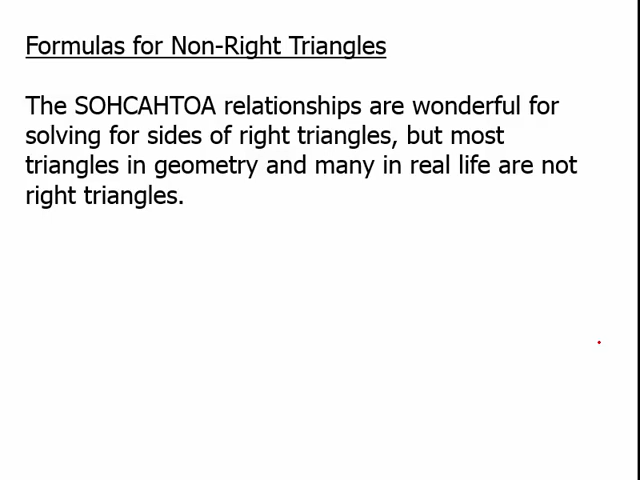 Formulas for Non-Right Triangles
The SOHCAHTOA relationships are wonderful for
solving for sides of right triangles, but most
triangles in geometry and many in real life are not
right triangles.